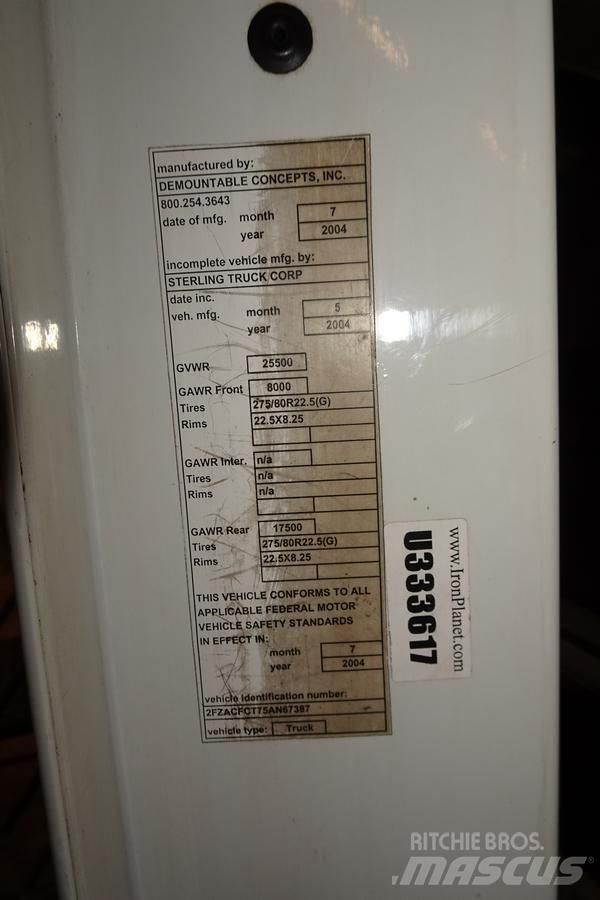 manufactured by:
DEMOUNTABLE CONCEPTS, INC.
800.254.3643
date of mfg. month 7
year 2004
incomplete vehicle mfg. by:
STERLING TRUCK CORP
date inc.
veh. mfg. month 5
year 2004
GVWR 25500
GAWR Front 8000
Tires 275/80R22.5(G)
Rims 22.5X8.25
GAWR Inter. n/a
Tires n/a
Rims n/a
GAWR Rear 17500
Tires 275/80R22.5(G)
Rims 22.5X8.25
THIS VEHICLE CONFORMS TO ALL
APPLICABLE FEDERAL MOTOR
VEHICLE SAFETY STANDARDS
IN EFFECT IN:
month 7
year 2004
vehicle identification number:
2FZACFCT75AN67387
vehicle type: Truck
www.IronPlanet.com
U333617
RITCHIE BROS.
MASCUS